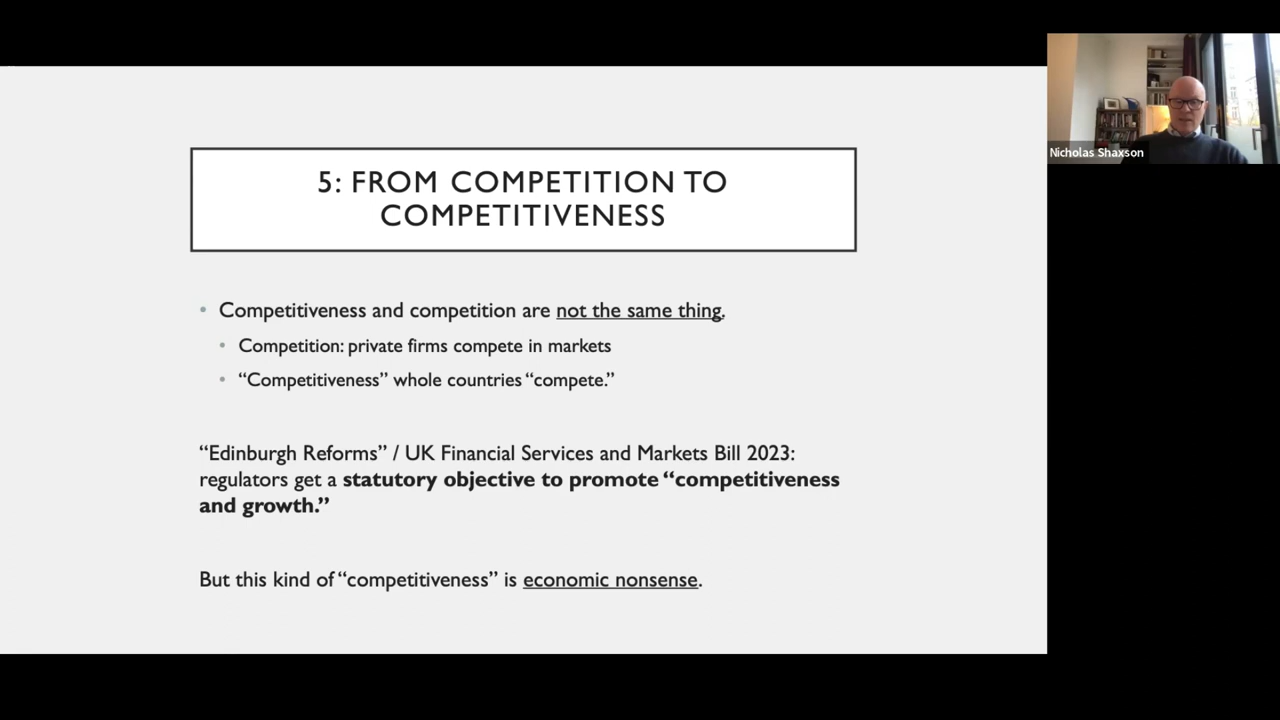 5: FROM COMPETITION TO
COMPETITIVENESS
• Competitiveness and competition are not the same thing.
• Competition: private firms compete in markets
• “Competitiveness” whole countries “compete.”
“Edinburgh Reforms” / UK Financial Services and Markets Bill 2023:
regulators get a statutory objective to promote “competitiveness
and growth.”
But this kind of “competitiveness” is economic nonsense.
Nicholas Shaxson